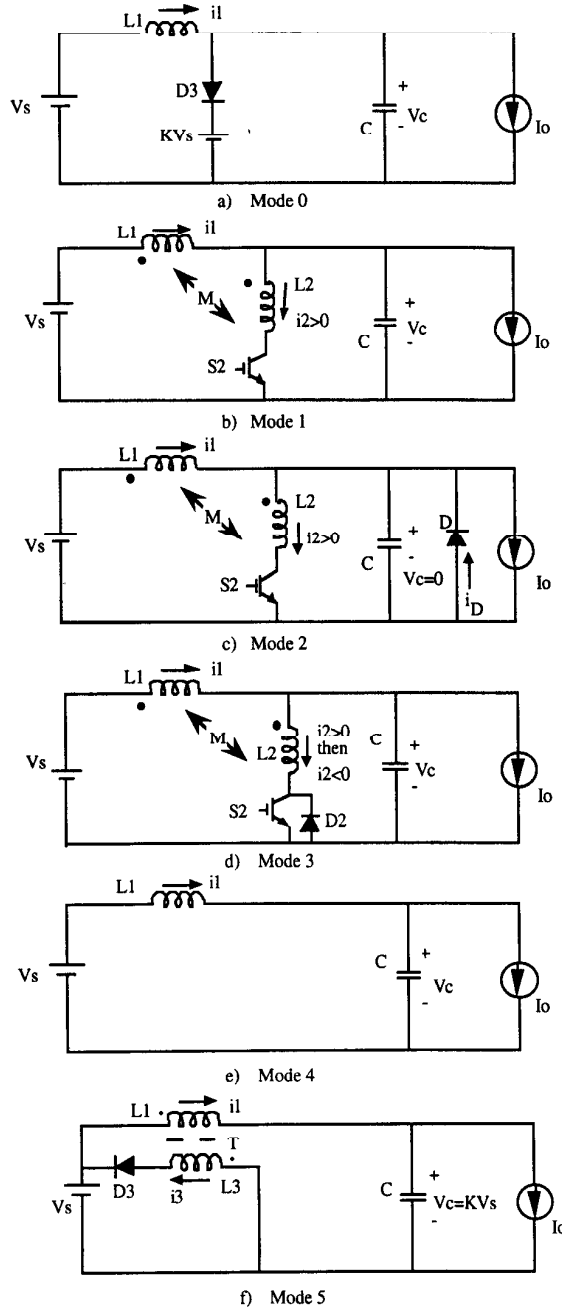 L1 i1
Vs D3 KVs C + Vc - Io
a) Mode 0
L1 i1
Vs M L2 i2>0 S2 C + Vc - Io
b) Mode 1
L1 i1
Vs M L2 i2>0 S2 C + - Vc=0 D iD Io
c) Mode 2
L1 i1
Vs M L2 i2>0 then i2<0 S2 D2 C + Vc - Io
d) Mode 3
L1 i1
Vs C + Vc - Io
e) Mode 4
L1 i1
T
Vs D3 i3 L3 C + Vc=KVs - Io
f) Mode 5